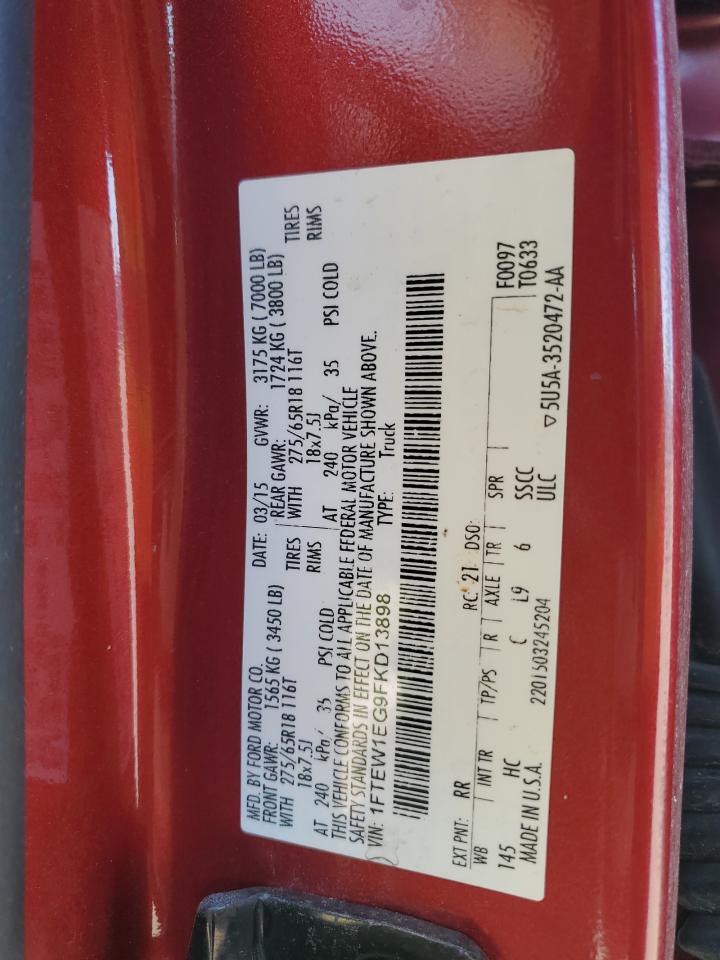 MFD. BY FORD MOTOR CO.
DATE: 03/15 GVWR: 3175 KG ( 7000 LB)
FRONT GAWR: 1565 KG ( 3450 LB) REAR GAWR: 1724 KG ( 3800 LB)
WITH 275/65R18 116T TIRES WITH 275/65R18 116T TIRES
18x7.5J RIMS 18x7.5J RIMS
AT 240 kPa/ 35 PSI COLD AT 240 kPa/ 35 PSI COLD
THIS VEHICLE CONFORMS TO ALL APPLICABLE FEDERAL MOTOR VEHICLE
SAFETY STANDARDS IN EFFECT ON THE DATE OF MANUFACTURE SHOWN ABOVE.
VIN: 1FTEW1EG9FKD13898 TYPE: Truck
EXT PNT: RR RC: 21 DSO:
WB INT TR TP/PS R AXLE TR SPR F0097
145 HC C L9 6 SSCC T0633
MADE IN U.S.A. 2201503245204 ULC ▽5U5A-3520472-AA